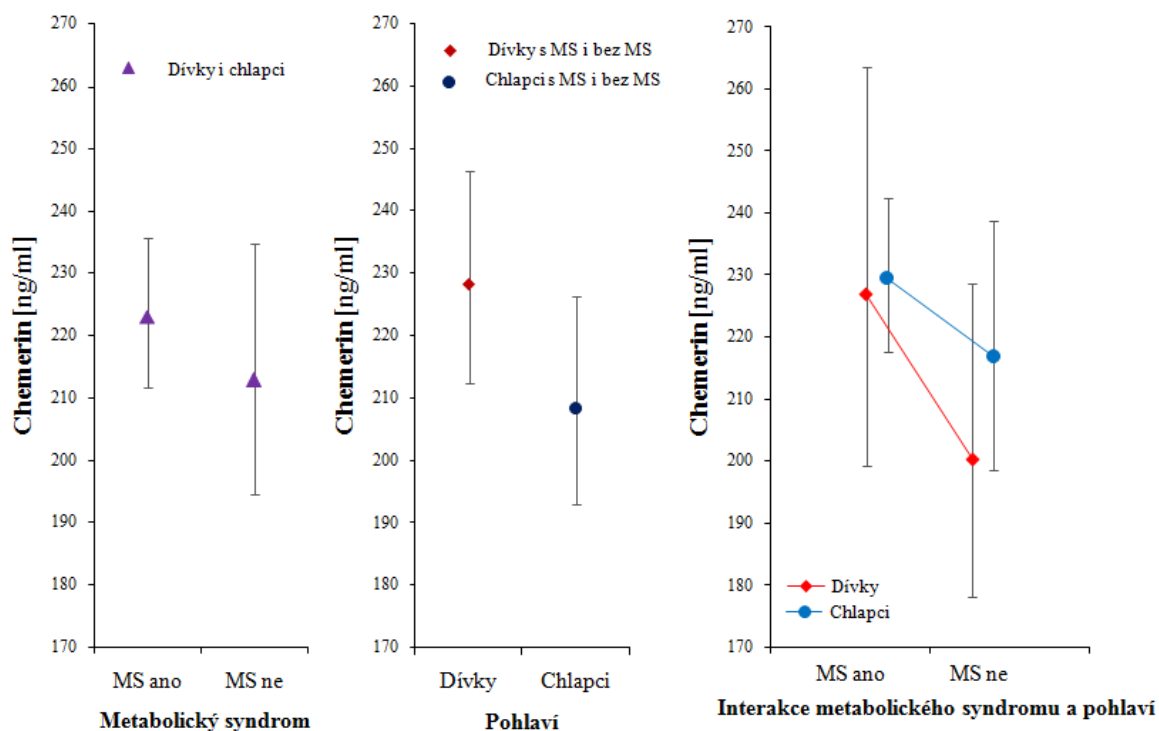 270
260
250
240
230
220
210
200
190
180
170
Chemerin [ng/ml]
Dívky i chlapci
MS ano
MS ne
Metabolický syndrom
270
260
250
240
230
220
210
200
190
180
170
Chemerin [ng/ml]
Dívky s MS i bez MS
Chlapci s MS i bez MS
Dívky
Chlapci
Pohlaví
270
260
250
240
230
220
210
200
190
180
170
Chemerin [ng/ml]
Dívky
Chlapci
MS ano
MS ne
Interakce metabolického syndromu a pohlaví